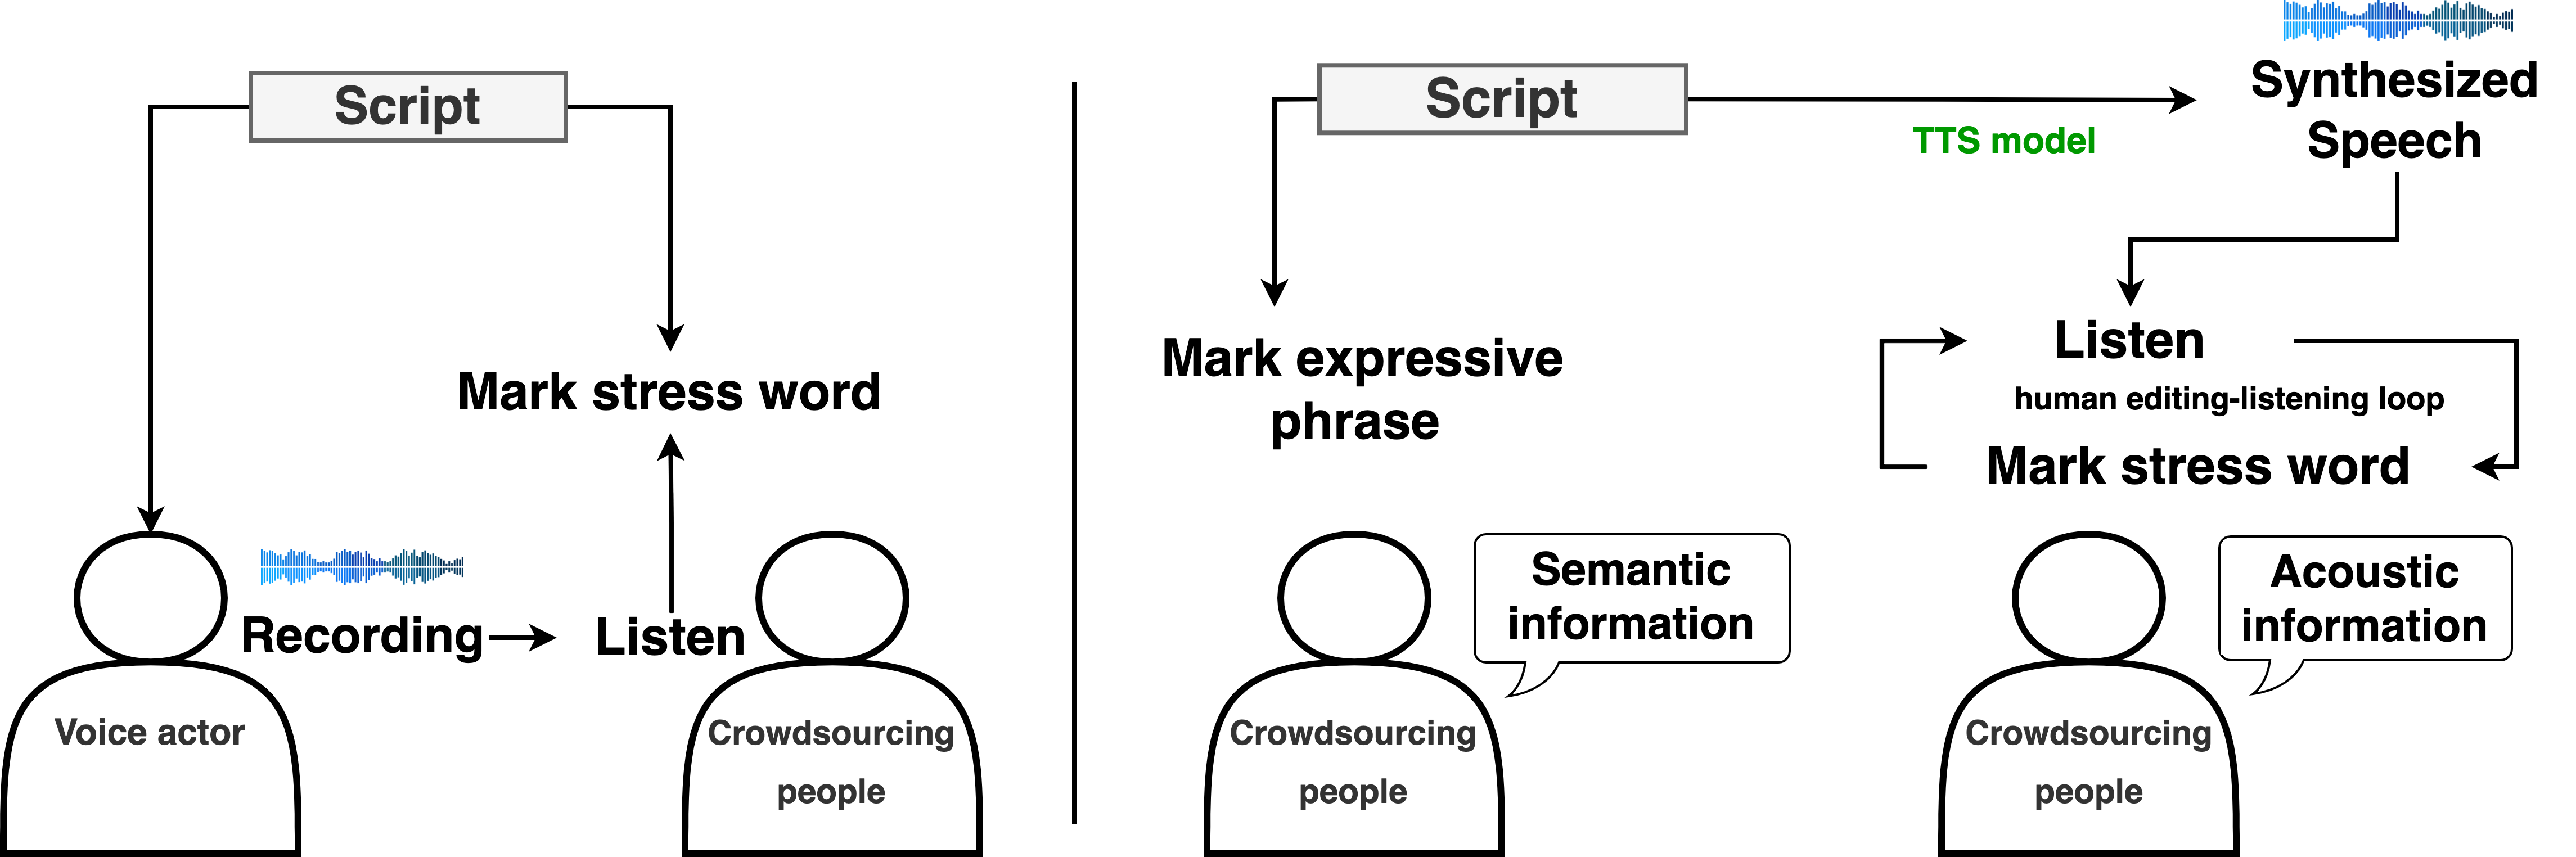 Script
Mark stress word
Recording
Listen
Voice actor
Crowdsourcing
people
Script
TTS model
Synthesized
Speech
Mark expressive
phrase
Listen
human editing-listening loop
Mark stress word
Semantic
information
Crowdsourcing
people
Acoustic
information
Crowdsourcing
people